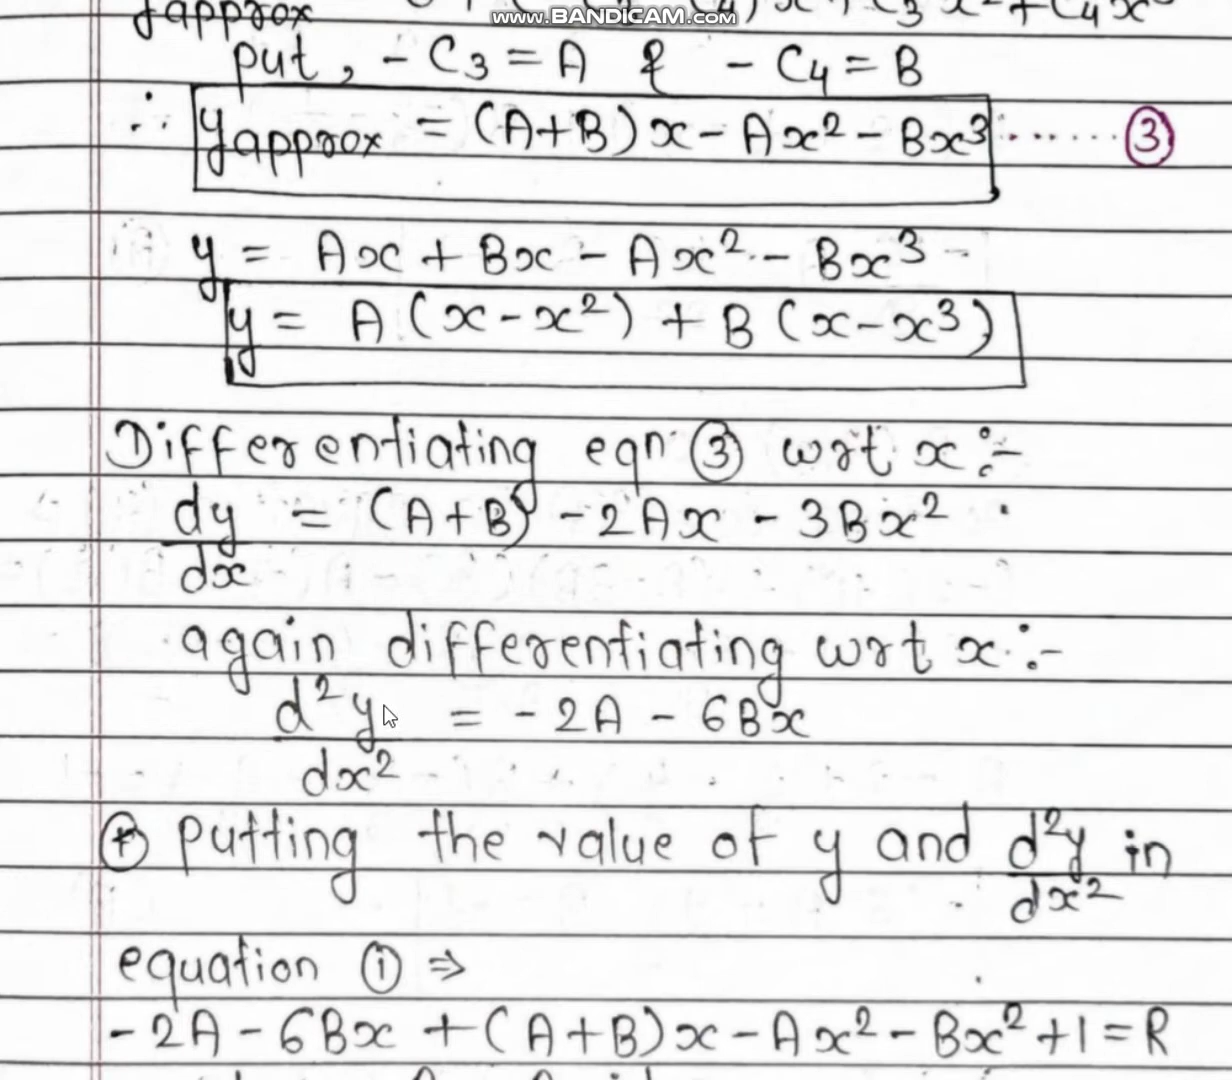 www.BANDICAM.com
yapprox
put, - C₃ = A & - C₄ = B
∴ yapprox = (A+B)x - Ax² - Bx³ ...... ③
y = Ax + Bx - Ax² - Bx³
y = A (x-x²) + B (x-x³)
Differentiating eqn ③ wrt x :-
dy/dx = (A+B) - 2Ax - 3Bx²
again differentiating wrt x :-
d²y/dx² = - 2A - 6Bx
putting the value of y and d²y/dx² in
equation ① ⇒
- 2A - 6Bx + (A+B)x - Ax² - Bx² + 1 = R